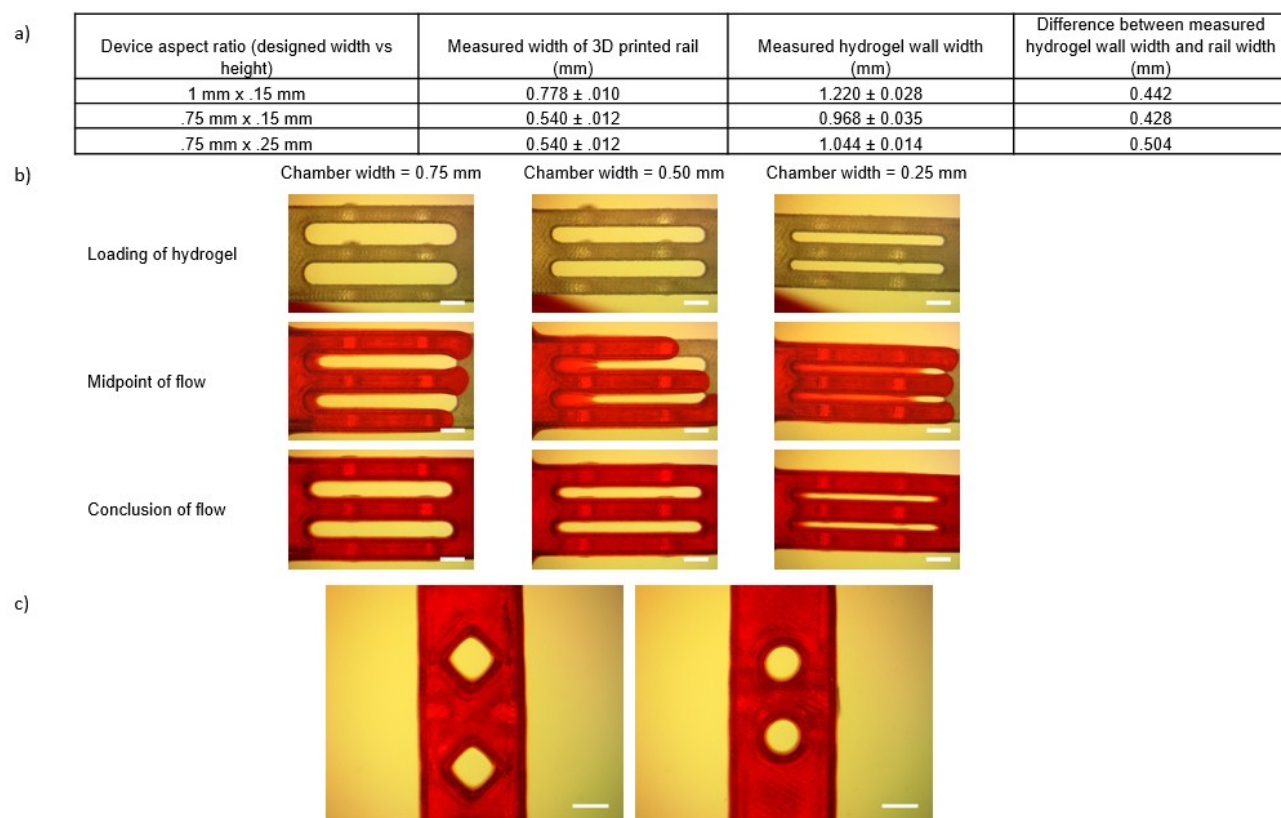 a)
Device aspect ratio (designed width vs height)
Measured width of 3D printed rail (mm)
Measured hydrogel wall width (mm)
Difference between measured hydrogel wall width and rail width (mm)
1 mm x .15 mm 0.778 ± .010 1.220 ± 0.028 0.442
.75 mm x .15 mm 0.540 ± .012 0.968 ± 0.035 0.428
.75 mm x .25 mm 0.540 ± .012 1.044 ± 0.014 0.504
b)
Chamber width = 0.75 mm Chamber width = 0.50 mm Chamber width = 0.25 mm
Loading of hydrogel
Midpoint of flow
Conclusion of flow
c)